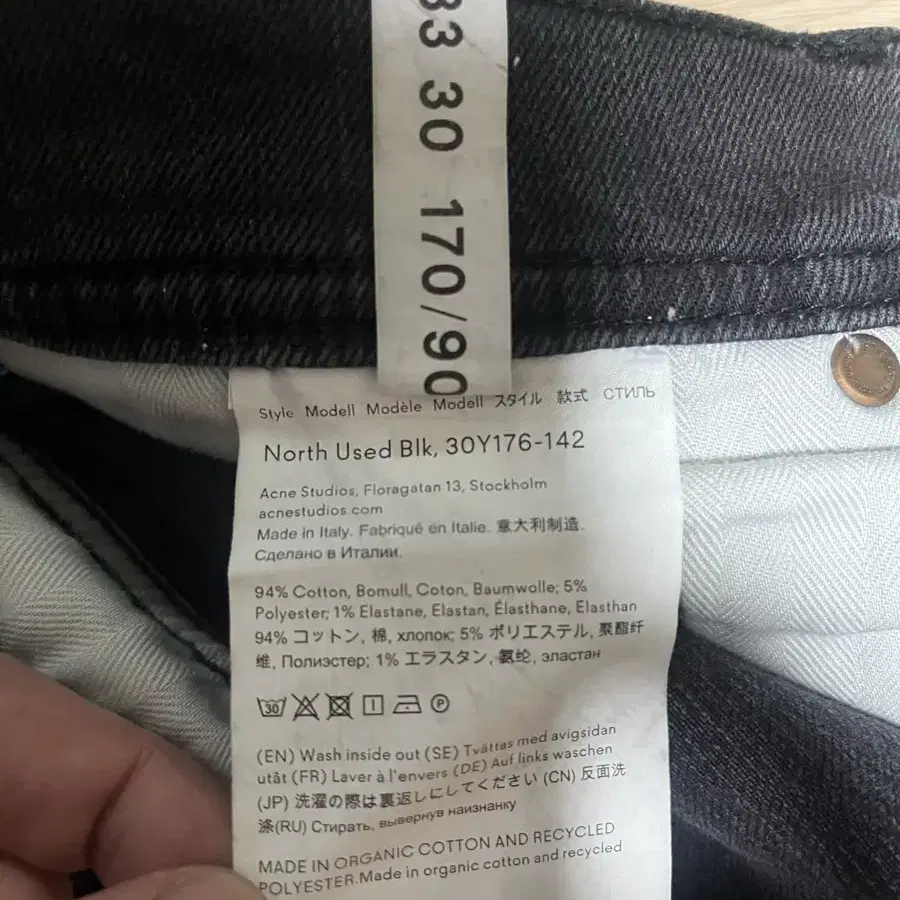 33 30 170/90
Style Modell Modèle Modell スタイル 款式 СТИЛЬ
North Used Blk, 30Y176-142
Acne Studios, Floragatan 13, Stockholm
acnestudios.com
Made in Italy. Fabriqué en Italie. 意大利制造.
Сделано в Италии.
94% Cotton, Bomull, Coton, Baumwolle; 5%
Polyester; 1% Elastane, Elastan, Élasthane, Elasthan
94% コットン, 棉, хлопок; 5% ポリエステル, 聚酯纤
维, Полиэстер; 1% エラスタン, 氨纶, эластан
30 P
(EN) Wash inside out (SE) Tvättas med avigsidan
utåt (FR) Laver à l'envers (DE) Auf links waschen
(JP) 洗濯の際は裏返しにしてください (CN) 反面洗
涤(RU) Стирать, вывернув наизнанку
MADE IN ORGANIC COTTON AND RECYCLED
POLYESTER.Made in organic cotton and recycled